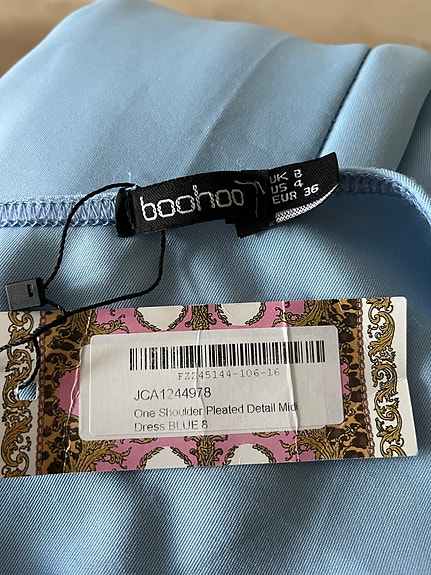 boohoo
UK 8
US 4
EUR 36
FZZ45144-106-16
JCA1244978
One Shoulder Pleated Detail Midi
Dress BLUE 8